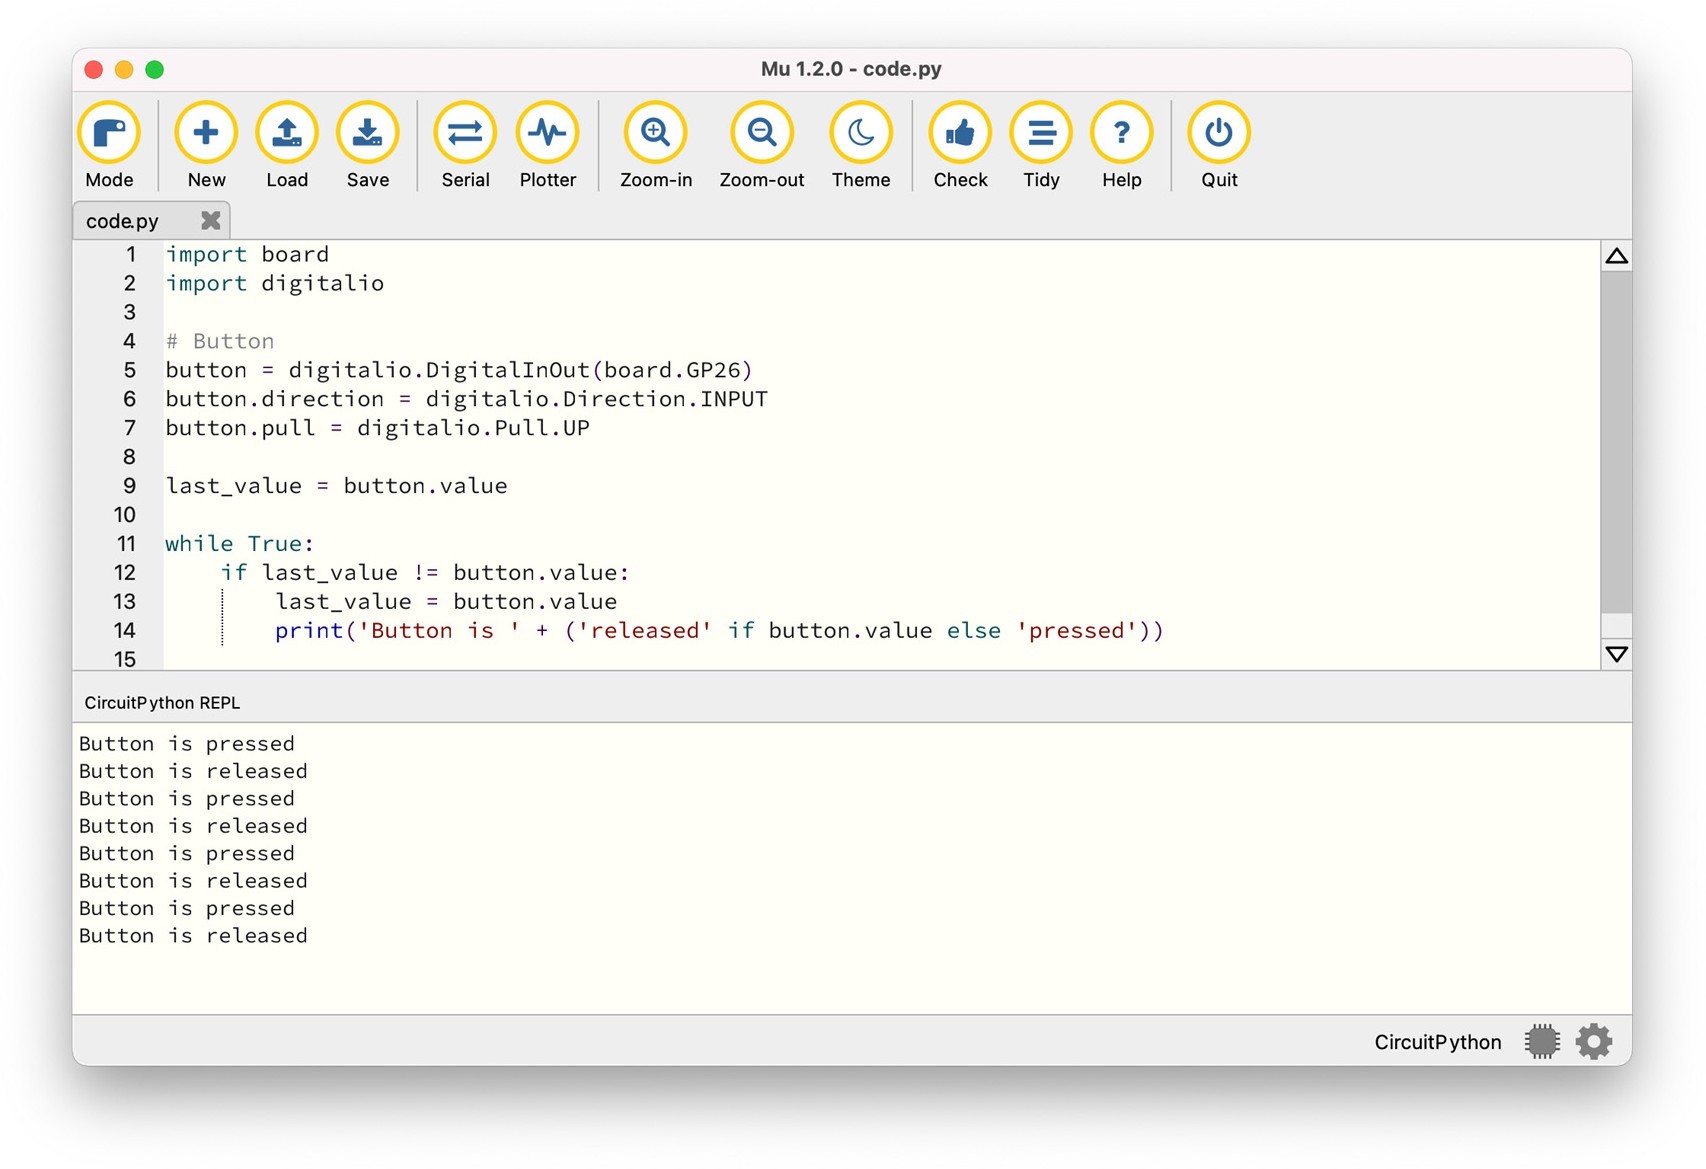 Mu 1.2.0 - code.py
Mode New Load Save Serial Plotter Zoom-in Zoom-out Theme Check Tidy Help Quit
code.py
1 import board
2 import digitalio
3
4 # Button
5 button = digitalio.DigitalInOut(board.GP26)
6 button.direction = digitalio.Direction.INPUT
7 button.pull = digitalio.Pull.UP
8
9 last_value = button.value
10
11 while True:
12     if last_value != button.value:
13         last_value = button.value
14         print('Button is ' + ('released' if button.value else 'pressed'))
15
CircuitPython REPL
Button is pressed
Button is released
Button is pressed
Button is released
Button is pressed
Button is released
Button is pressed
Button is released
CircuitPython